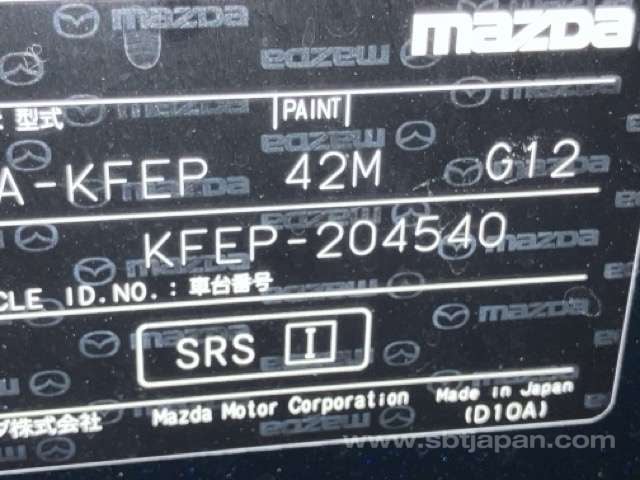 mazda
型式 PAINT
A-KFEP 42M G12
KFEP-204540
CLE ID.NO.:車台番号
SRS I
ダ株式会社 Mazda Motor Corporation Made in Japan
(D10A)
www.sbtjapan.com